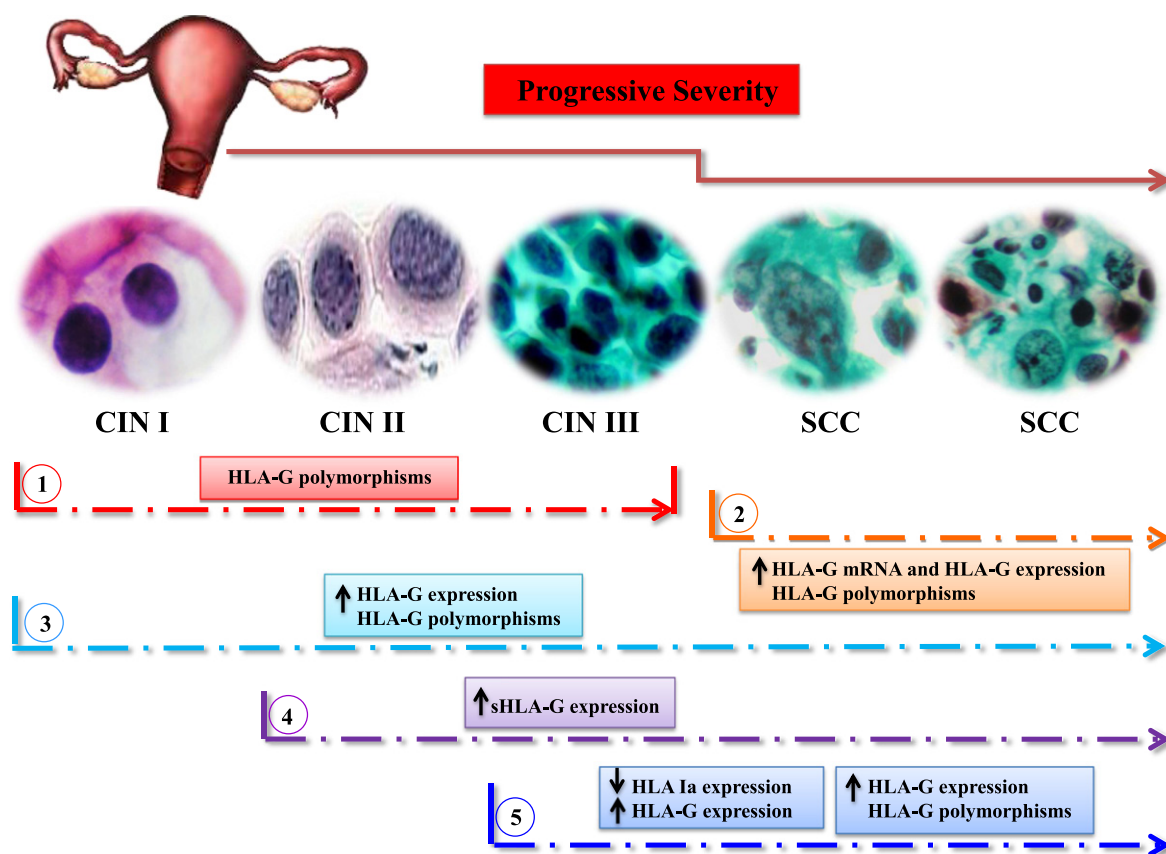 Progressive Severity
CIN I
CIN II
CIN III
SCC
SCC
1
HLA-G polymorphisms
2
HLA-G mRNA and HLA-G expression
HLA-G polymorphisms
3
HLA-G expression
HLA-G polymorphisms
4
sHLA-G expression
5
HLA Ia expression
HLA-G expression
HLA-G expression
HLA-G polymorphisms